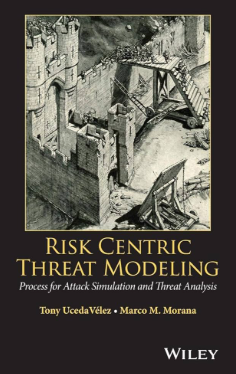 RISK CENTRIC
THREAT MODELING
Process for Attack Simulation and Threat Analysis
Tony UcedaVélez • Marco M. Morana
WILEY